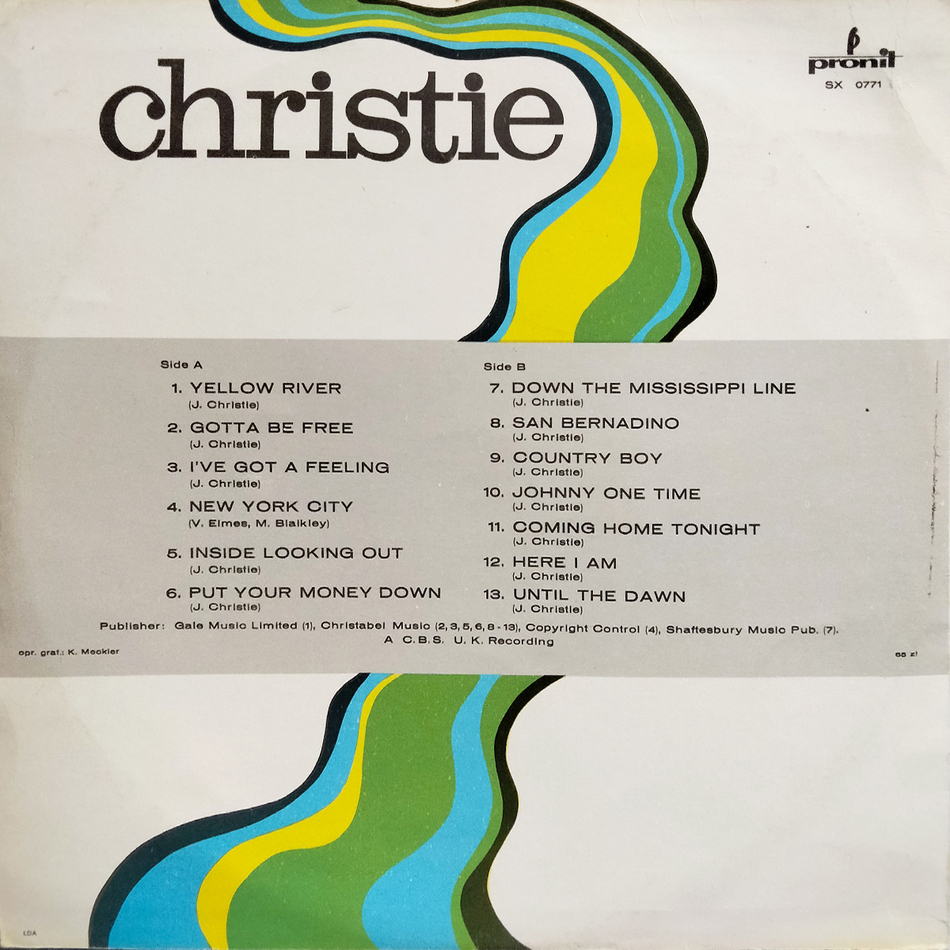 christie
pronit
SX 0771
Side A
1. YELLOW RIVER
(J. Christie)
2. GOTTA BE FREE
(J. Christie)
3. I'VE GOT A FEELING
(J. Christie)
4. NEW YORK CITY
(V. Elmes, M. Blaikley)
5. INSIDE LOOKING OUT
(J. Christie)
6. PUT YOUR MONEY DOWN
(J. Christie)
Side B
7. DOWN THE MISSISSIPPI LINE
(J. Christie)
8. SAN BERNADINO
(J. Christie)
9. COUNTRY BOY
(J. Christie)
10. JOHNNY ONE TIME
(J. Christie)
11. COMING HOME TONIGHT
(J. Christie)
12. HERE I AM
(J. Christie)
13. UNTIL THE DAWN
(J. Christie)
Publisher: Gale Music Limited (1), Christabel Music (2, 3, 5, 6, 8-13), Copyright Control (4), Shaftesbury Music Pub. (7).
A C.B.S. U. K. Recording
opr. graf.: K. Meckier
65 zł
LDA